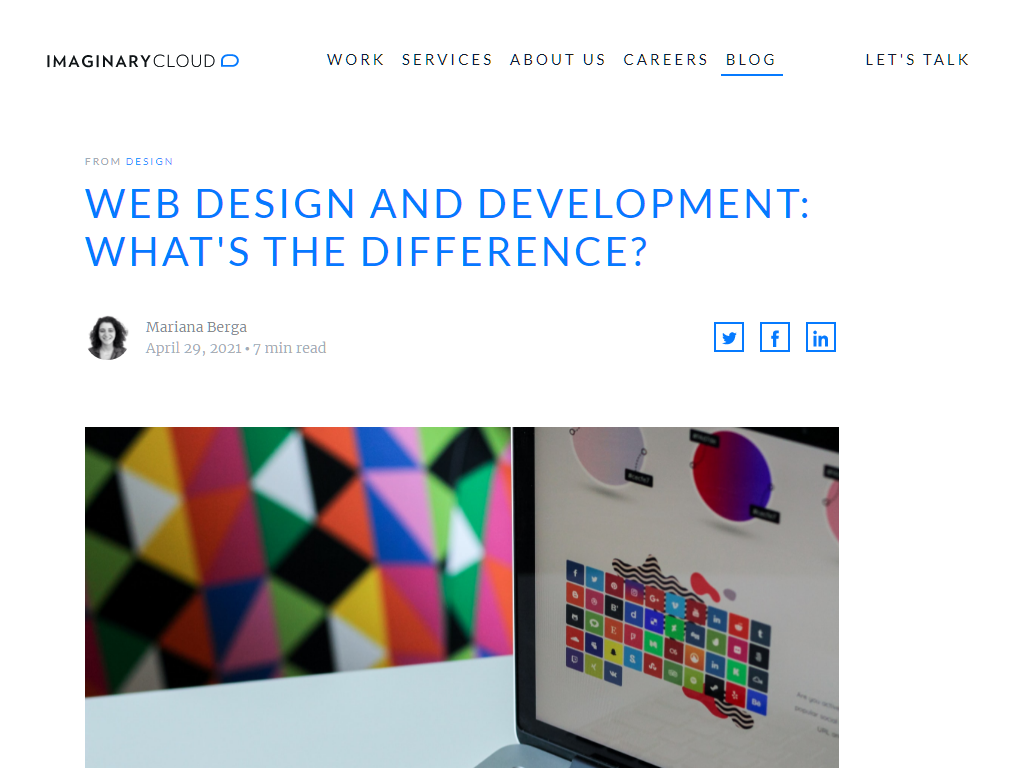 IMAGINARYCLOUD
WORK SERVICES ABOUT US CAREERS BLOG LET'S TALK
FROM DESIGN
WEB DESIGN AND DEVELOPMENT:
WHAT'S THE DIFFERENCE?
Mariana Berga
April 29, 2021 • 7 min read